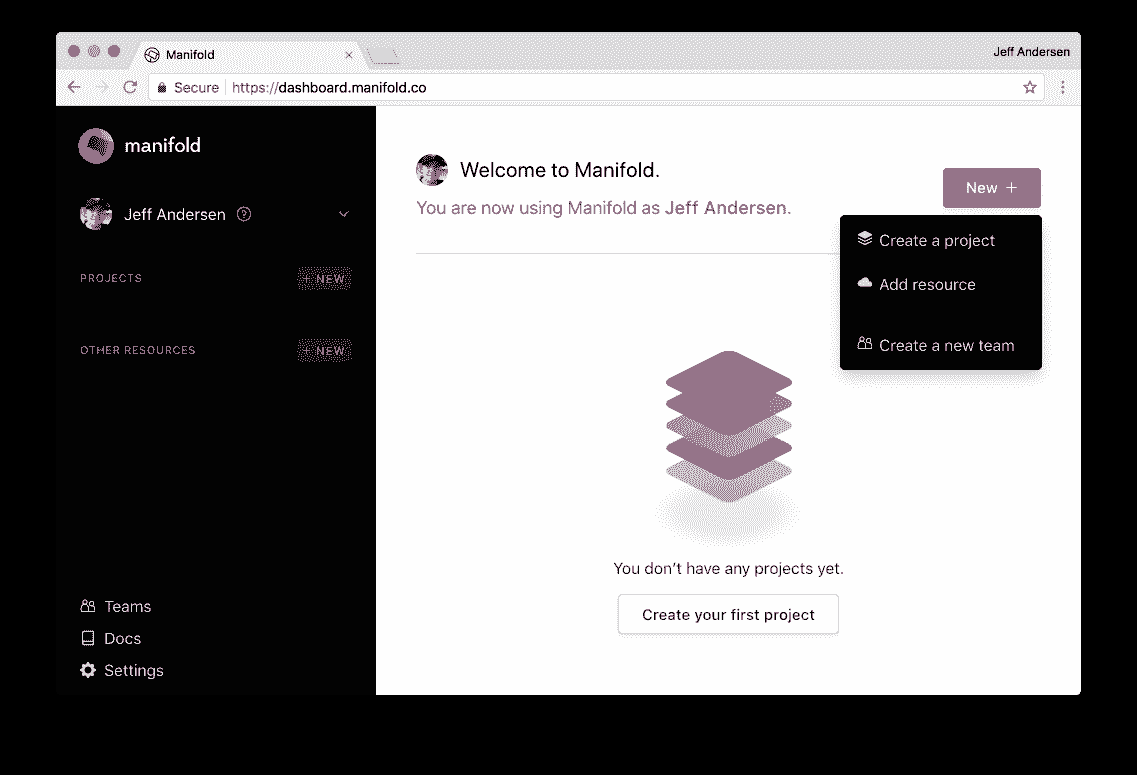 Manifold
Jeff Andersen
Secure https://dashboard.manifold.co
manifold
Jeff Andersen
PROJECTS
+ NEW
OTHER RESOURCES
+ NEW
Teams
Docs
Settings
Welcome to Manifold.
You are now using Manifold as Jeff Andersen.
New +
Create a project
Add resource
Create a new team
You don't have any projects yet.
Create your first project